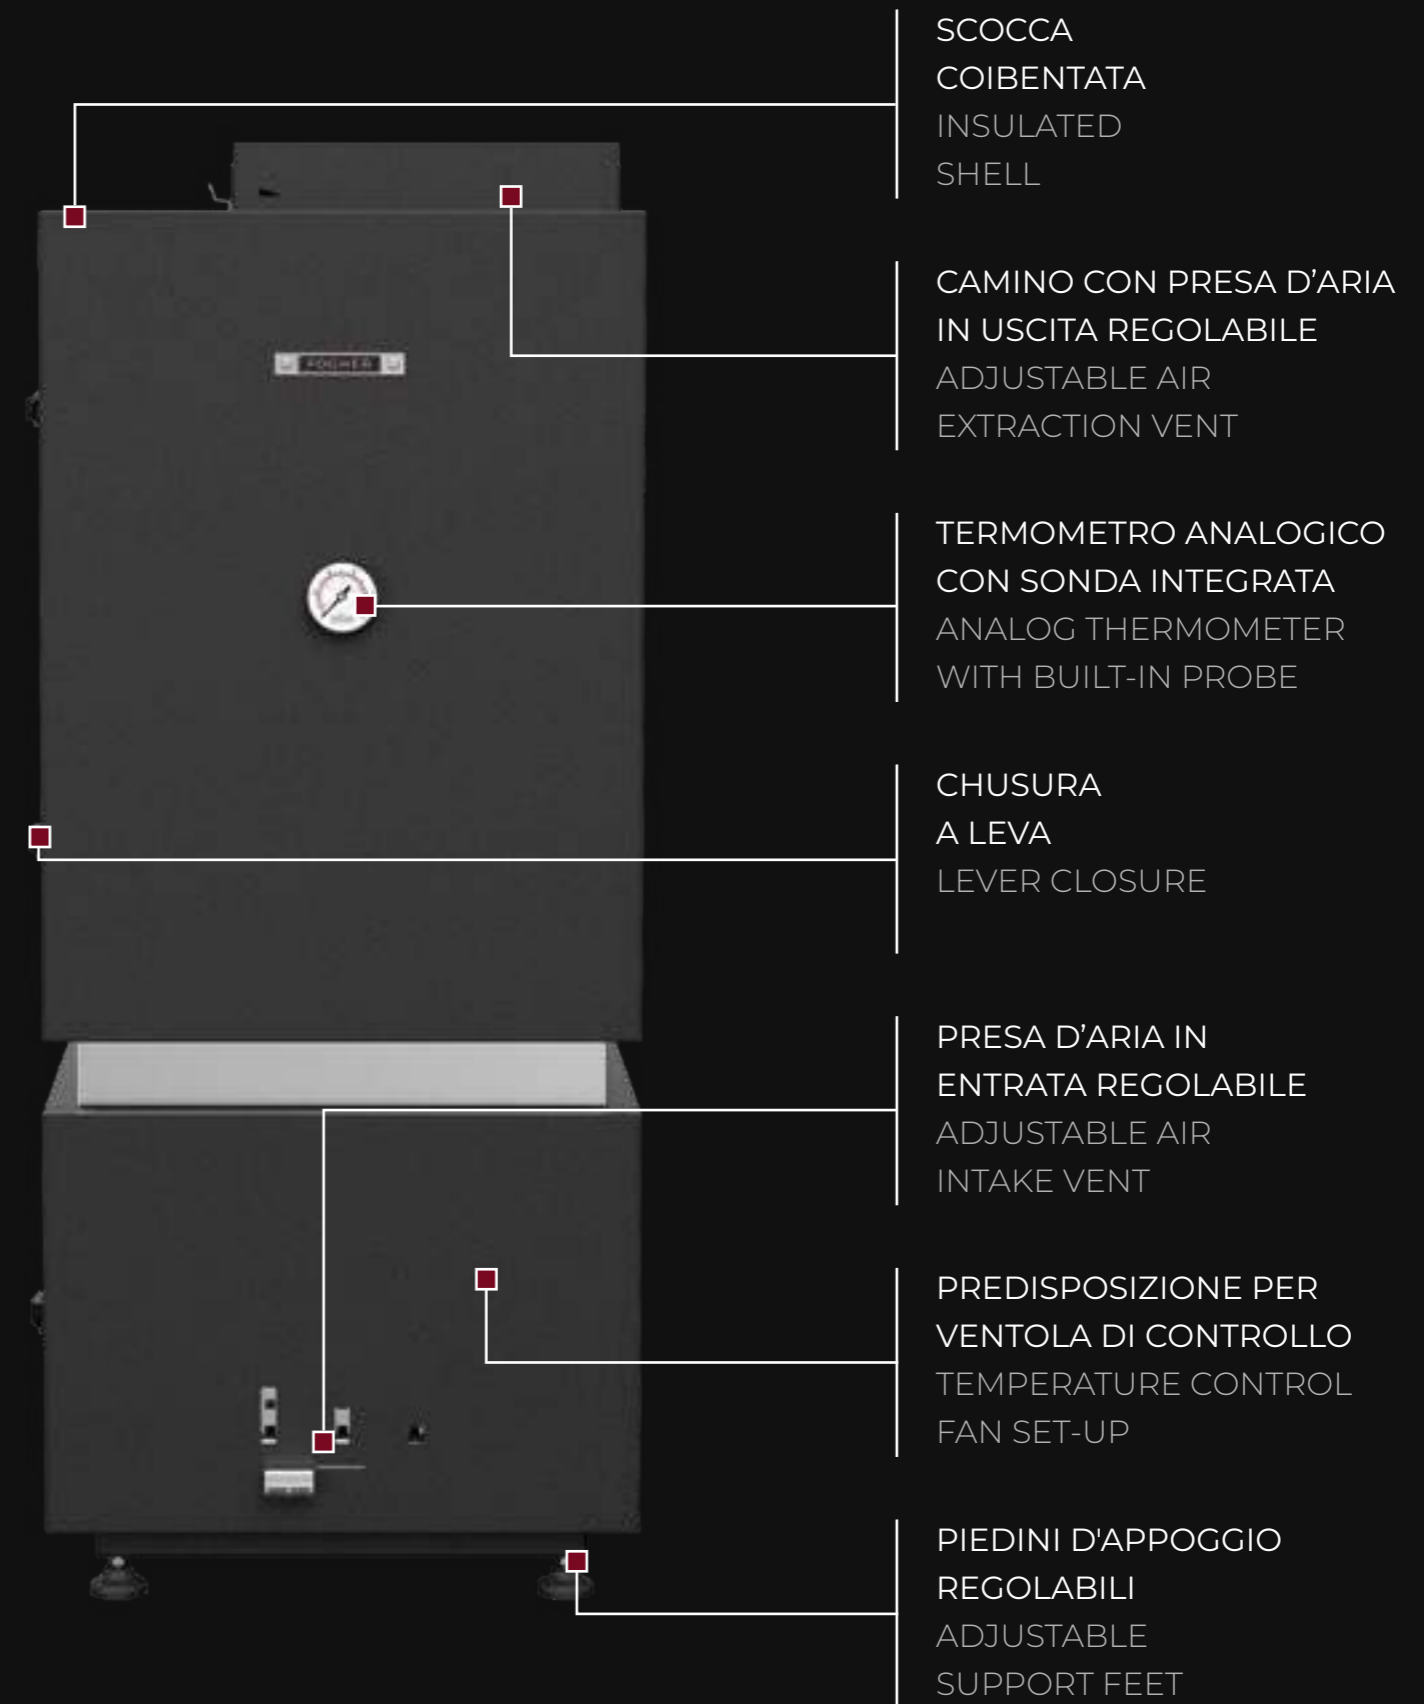 SCOCCA
COIBENTATA
INSULATED
SHELL
CAMINO CON PRESA D’ARIA
IN USCITA REGOLABILE
ADJUSTABLE AIR
EXTRACTION VENT
FOGHER
TERMOMETRO ANALOGICO
CON SONDA INTEGRATA
ANALOG THERMOMETER
WITH BUILT-IN PROBE
CHUSURA
A LEVA
LEVER CLOSURE
PRESA D’ARIA IN
ENTRATA REGOLABILE
ADJUSTABLE AIR
INTAKE VENT
PREDISPOSIZIONE PER
VENTOLA DI CONTROLLO
TEMPERATURE CONTROL
FAN SET-UP
PIEDINI D'APPOGGIO
REGOLABILI
ADJUSTABLE
SUPPORT FEET